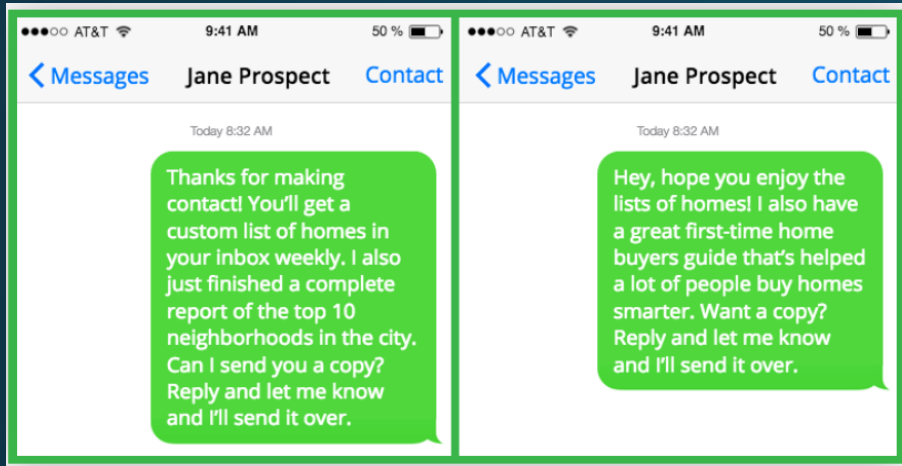 AT&T 9:41 AM 50 %
Messages Jane Prospect Contact
Today 8:32 AM
Thanks for making
contact! You'll get a
custom list of homes in
your inbox weekly. I also
just finished a complete
report of the top 10
neighborhoods in the city.
Can I send you a copy?
Reply and let me know
and I'll send it over.
AT&T 9:41 AM 50 %
Messages Jane Prospect Contact
Today 8:32 AM
Hey, hope you enjoy the
lists of homes! I also have
a great first-time home
buyers guide that's helped
a lot of people buy homes
smarter. Want a copy?
Reply and let me know
and I'll send it over.